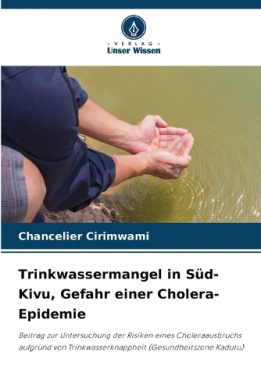 - VERLAG -
Unser Wissen
Chancelier Cirimwami
Trinkwassermangel in Süd-
Kivu, Gefahr einer Cholera-
Epidemie
Beitrag zur Untersuchung der Risiken eines Choleraausbruchs
aufgrund von Trinkwasserknappheit (Gesundheitszone Kadutu)